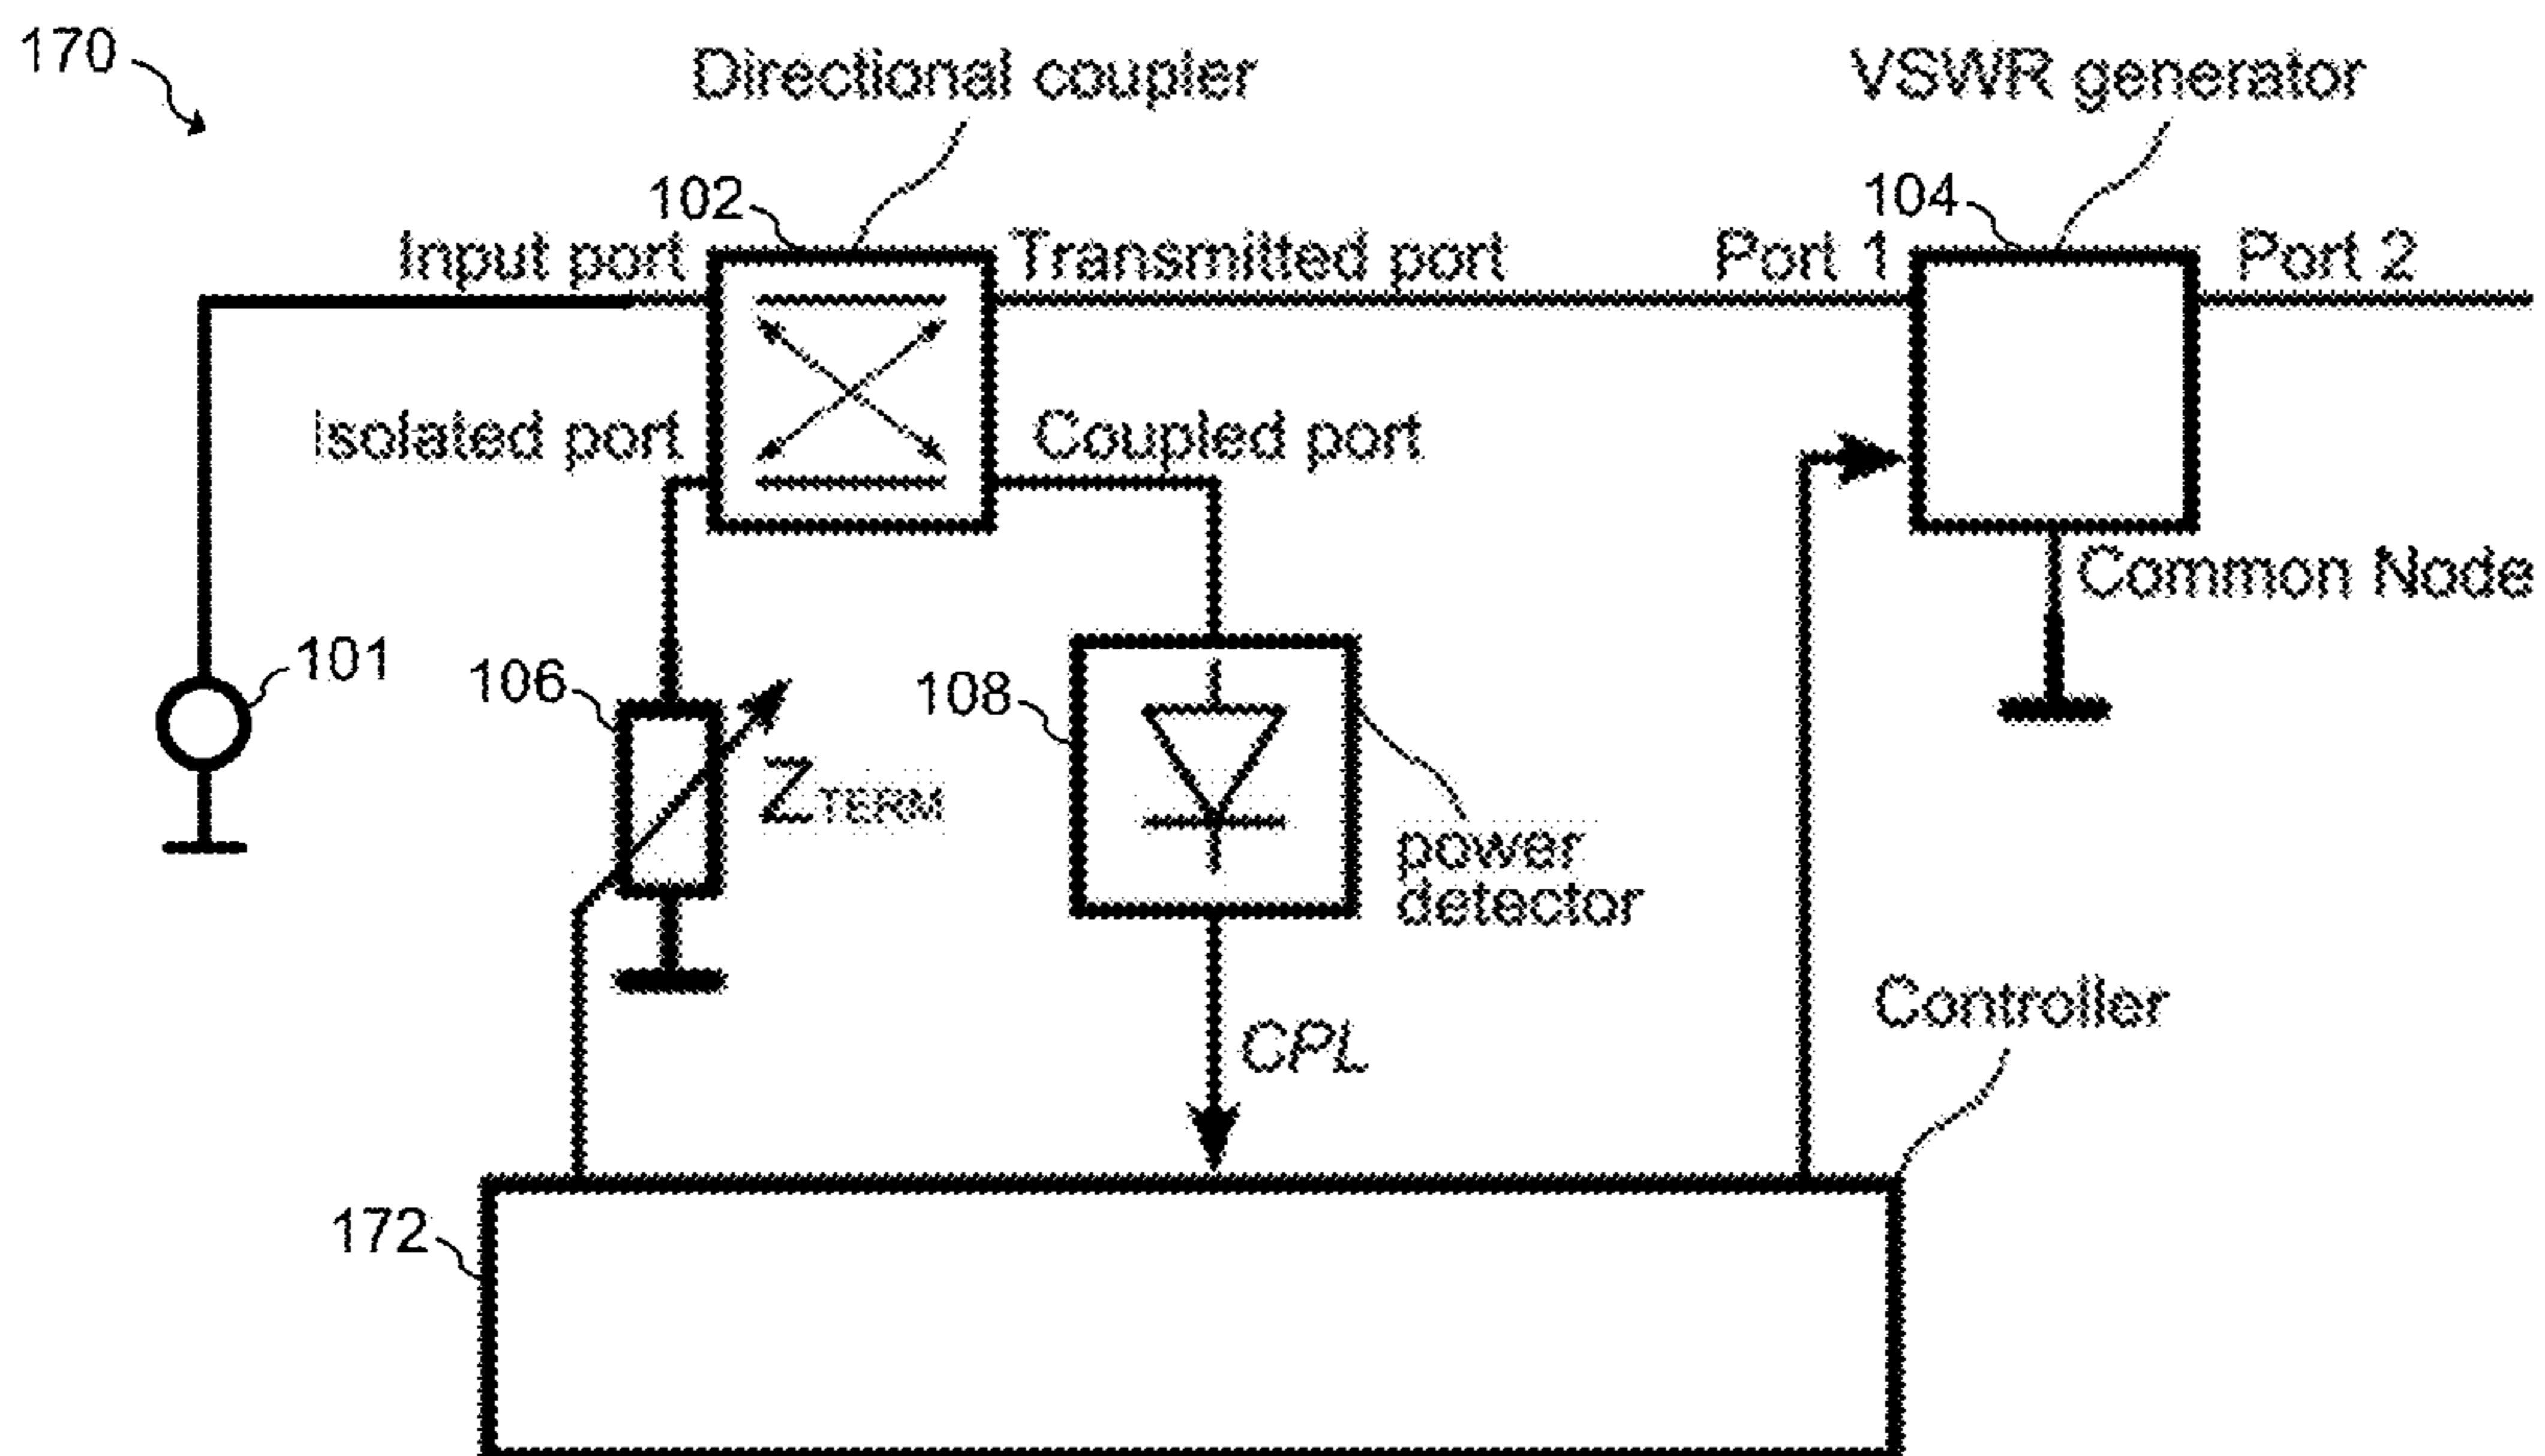 170
Directional coupler
VSWR generator
102
104
Input port
Transmitted port
Port 1
Port 2
Isolated port
Coupled port
Common Node
101
106
108
ZTERM
power
detector
CPL
Controller
172